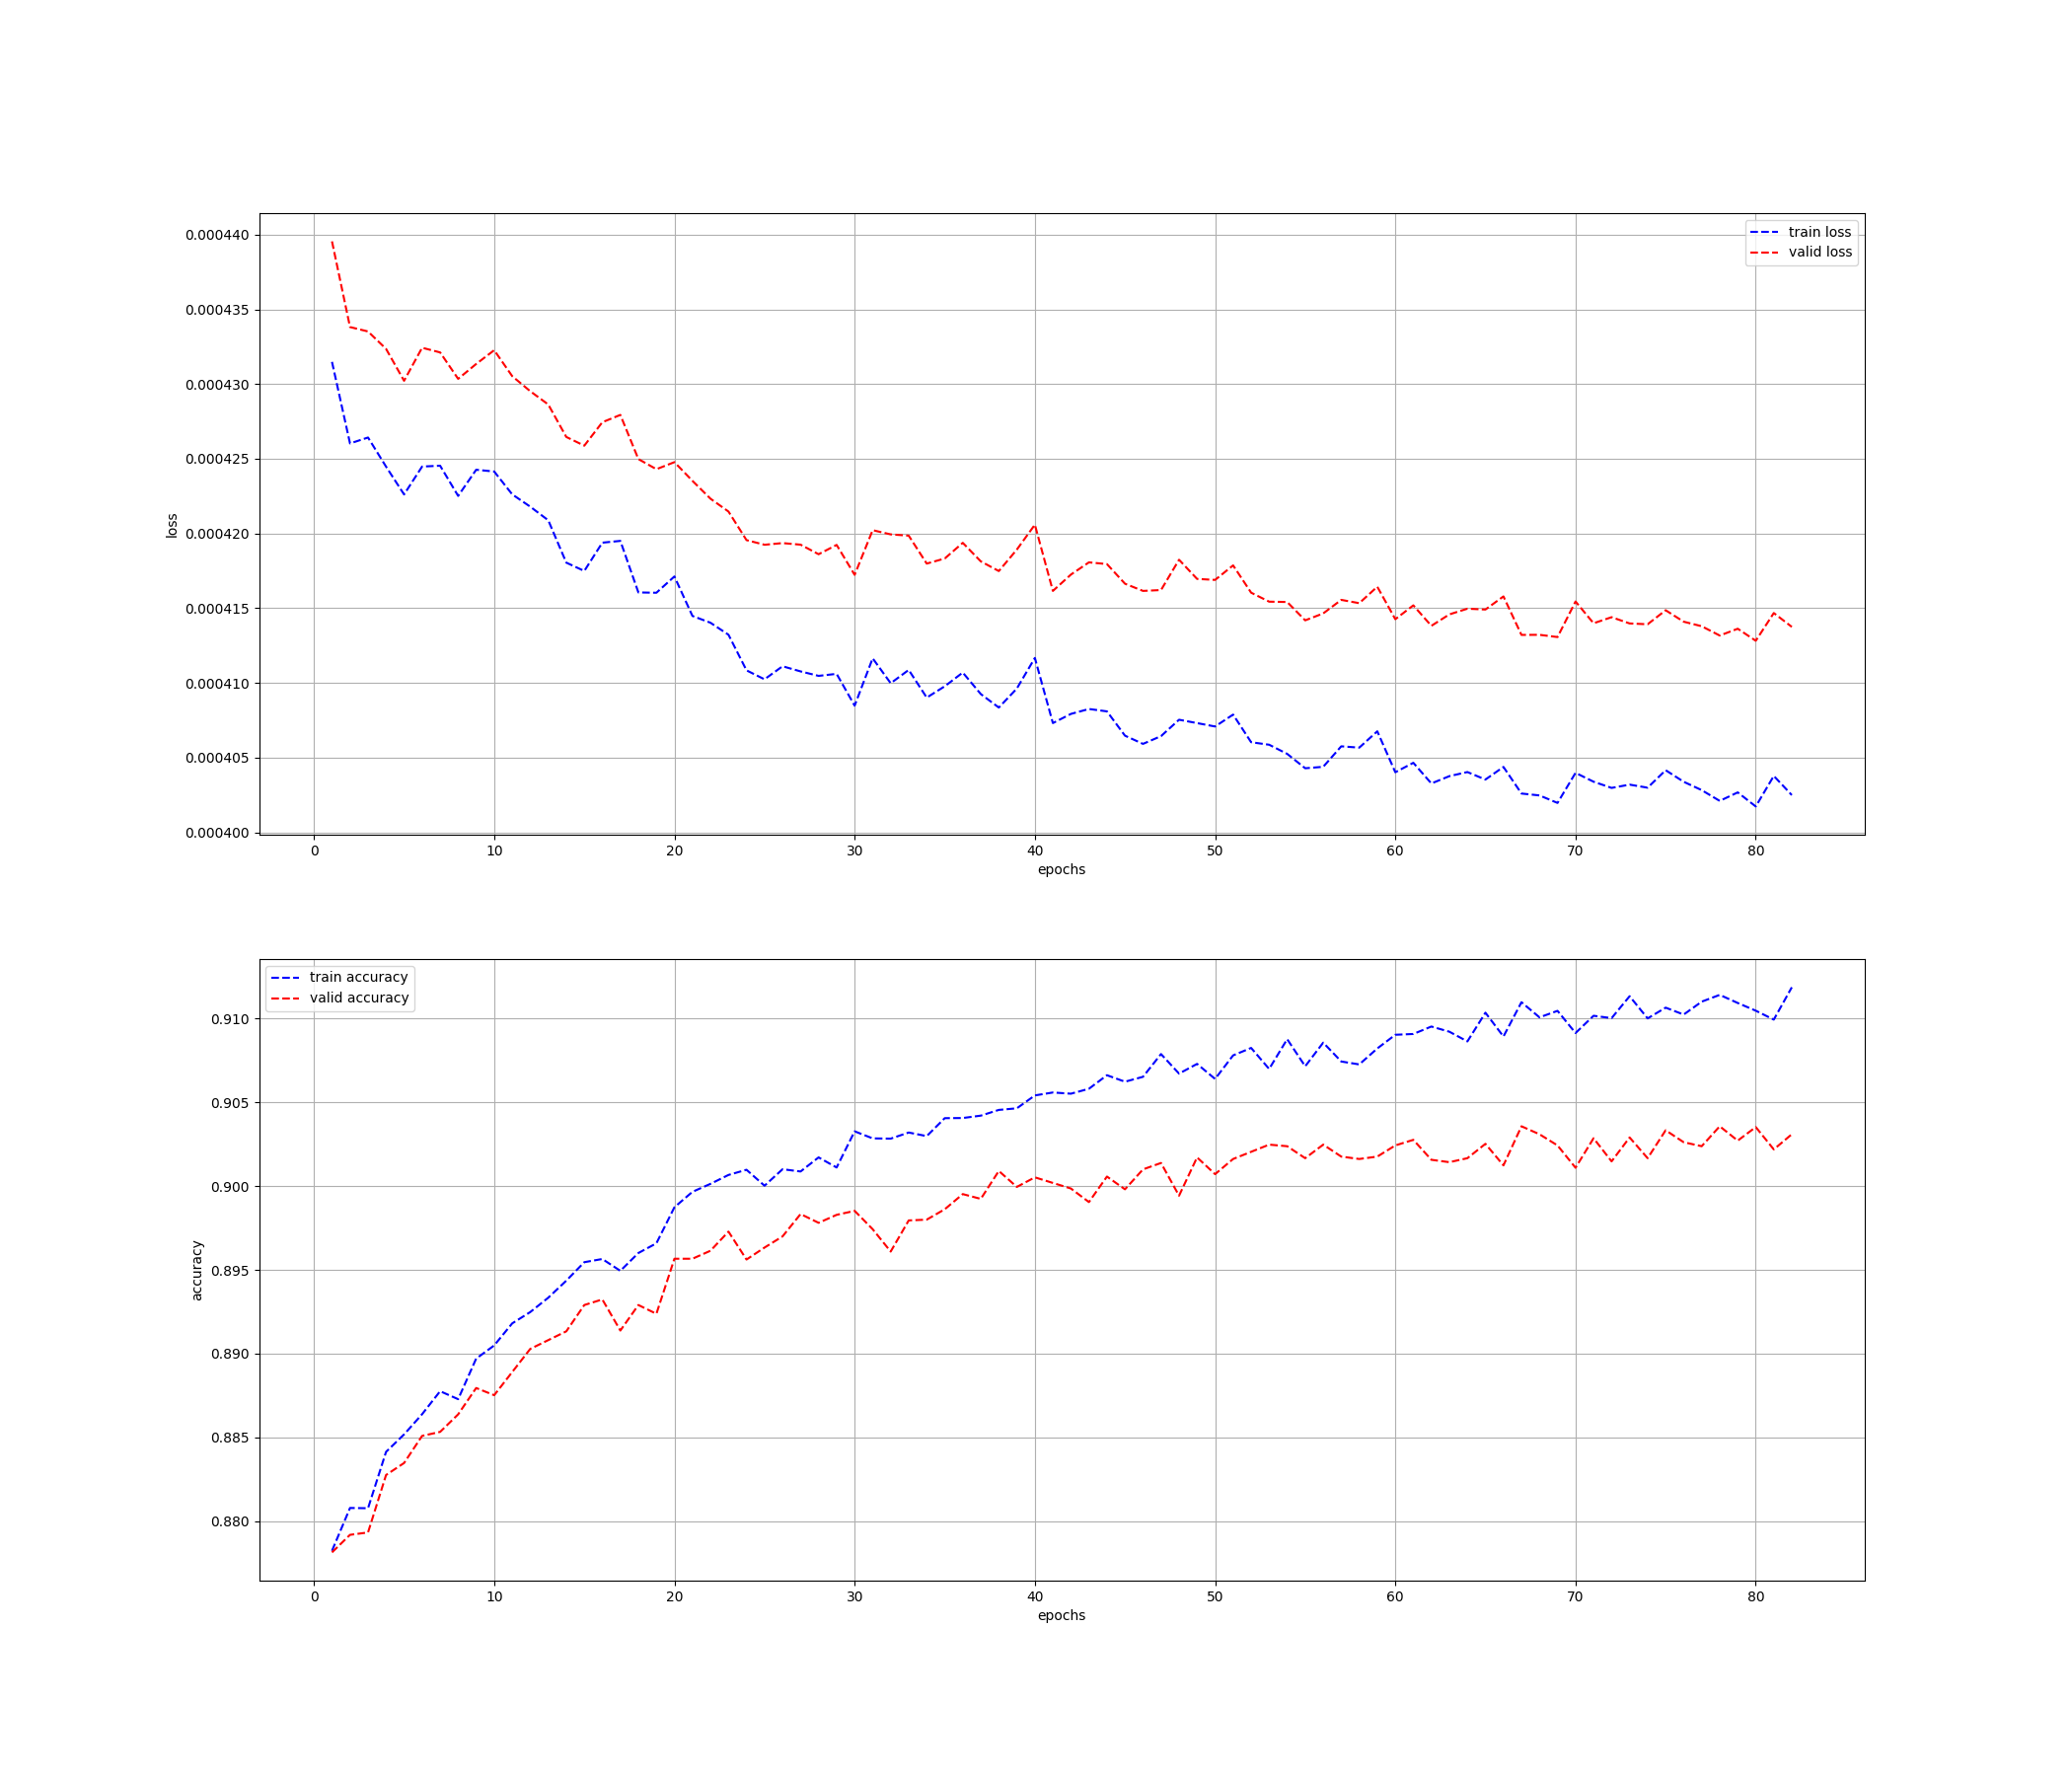 train loss
valid loss
0.000440
0.000435
0.000430
0.000425
0.000420
0.000415
0.000410
0.000405
0.000400
loss
0 10 20 30 40 50 60 70 80
epochs
train accuracy
valid accuracy
0.910
0.905
0.900
0.895
0.890
0.885
0.880
accuracy
0 10 20 30 40 50 60 70 80
epochs